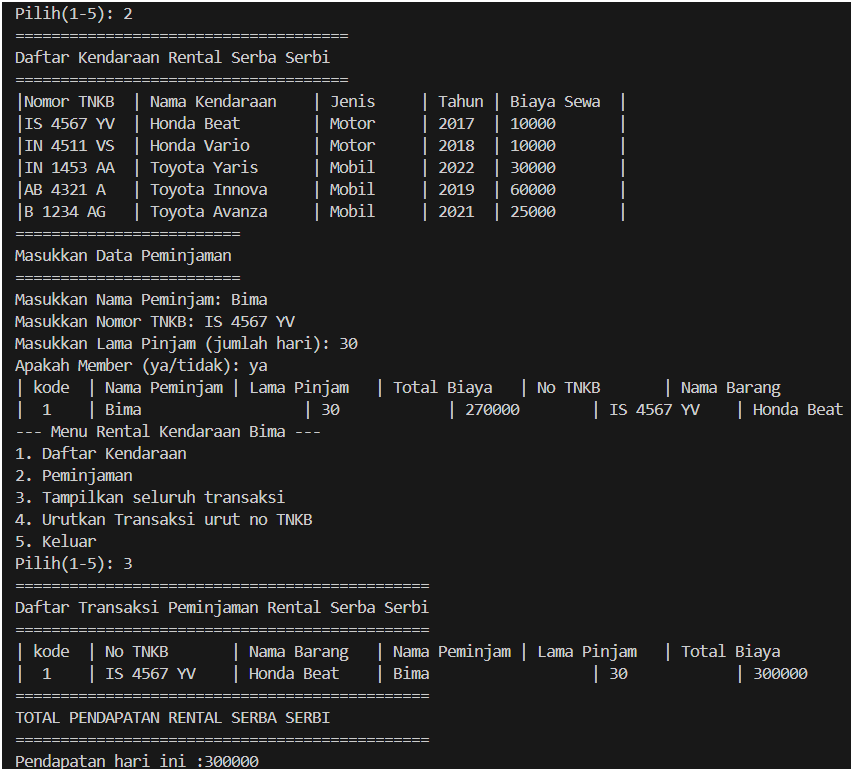 Pilih(1-5): 2
=====================================
Daftar Kendaraan Rental Serba Serbi
=====================================
|Nomor TNKB  | Nama Kendaraan    | Jenis     | Tahun | Biaya Sewa  |
|IS 4567 YV  | Honda Beat        | Motor     | 2017  | 10000       |
|IN 4511 VS  | Honda Vario       | Motor     | 2018  | 10000       |
|IN 1453 AA  | Toyota Yaris      | Mobil     | 2022  | 30000       |
|AB 4321 A   | Toyota Innova     | Mobil     | 2019  | 60000       |
|B 1234 AG   | Toyota Avanza     | Mobil     | 2021  | 25000       |
=========================
Masukkan Data Peminjaman
=========================
Masukkan Nama Peminjam: Bima
Masukkan Nomor TNKB: IS 4567 YV
Masukkan Lama Pinjam (jumlah hari): 30
Apakah Member (ya/tidak): ya
| kode  | Nama Peminjam | Lama Pinjam   | Total Biaya   | No TNKB       | Nama Barang
|  1    | Bima                  | 30            | 270000        | IS 4567 YV    | Honda Beat
--- Menu Rental Kendaraan Bima ---
1. Daftar Kendaraan
2. Peminjaman
3. Tampilkan seluruh transaksi
4. Urutkan Transaksi urut no TNKB
5. Keluar
Pilih(1-5): 3
==============================================
Daftar Transaksi Peminjaman Rental Serba Serbi
==============================================
| kode  | No TNKB       | Nama Barang   | Nama Peminjam | Lama Pinjam   | Total Biaya
|  1    | IS 4567 YV    | Honda Beat    | Bima                  | 30            | 300000
==============================================
TOTAL PENDAPATAN RENTAL SERBA SERBI
==============================================
Pendapatan hari ini :300000